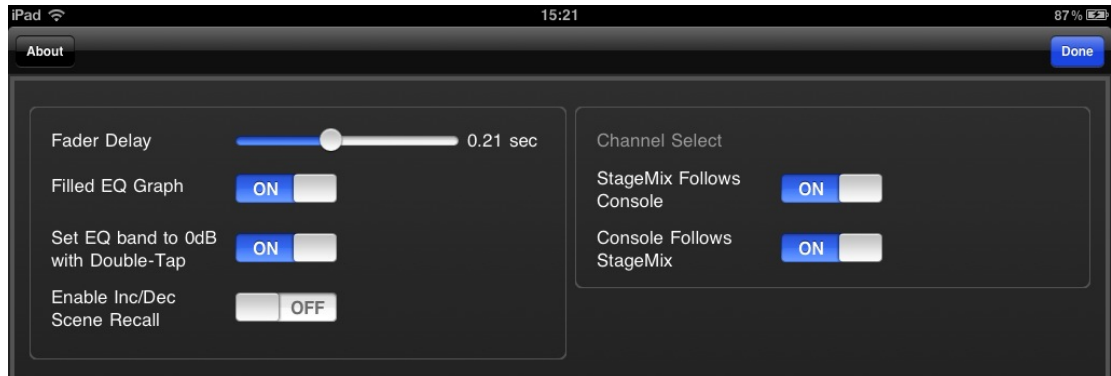 iPad 15:21 87%
About Done
Fader Delay 0.21 sec
Filled EQ Graph ON
Set EQ band to 0dB
with Double-Tap ON
Enable Inc/Dec
Scene Recall OFF
Channel Select
StageMix Follows
Console ON
Console Follows
StageMix ON